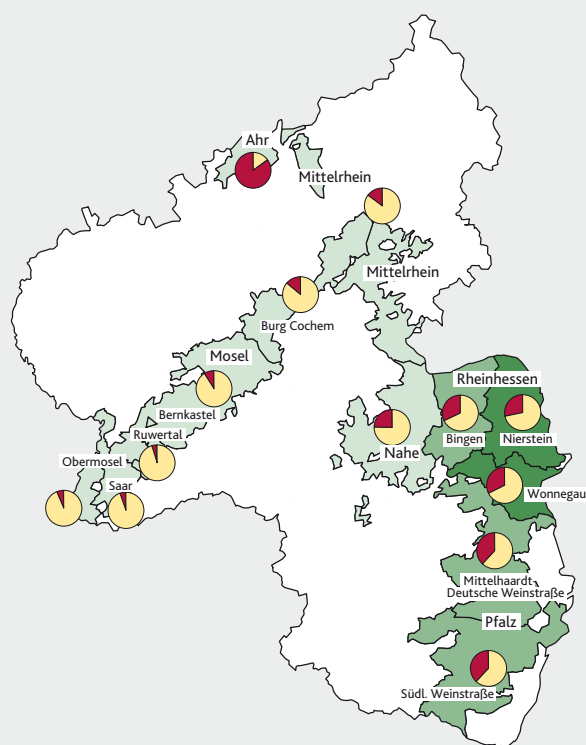 Ahr
Mittelrhein
Mittelrhein
Burg Cochem
Mosel
Rheinhessen
Bernkastel
Ruwertal
Bingen
Nierstein
Nahe
Obermosel
Saar
Wonnegau
Mittelhaardt-
Deutsche Weinstraße
Pfalz
Südl. Weinstraße